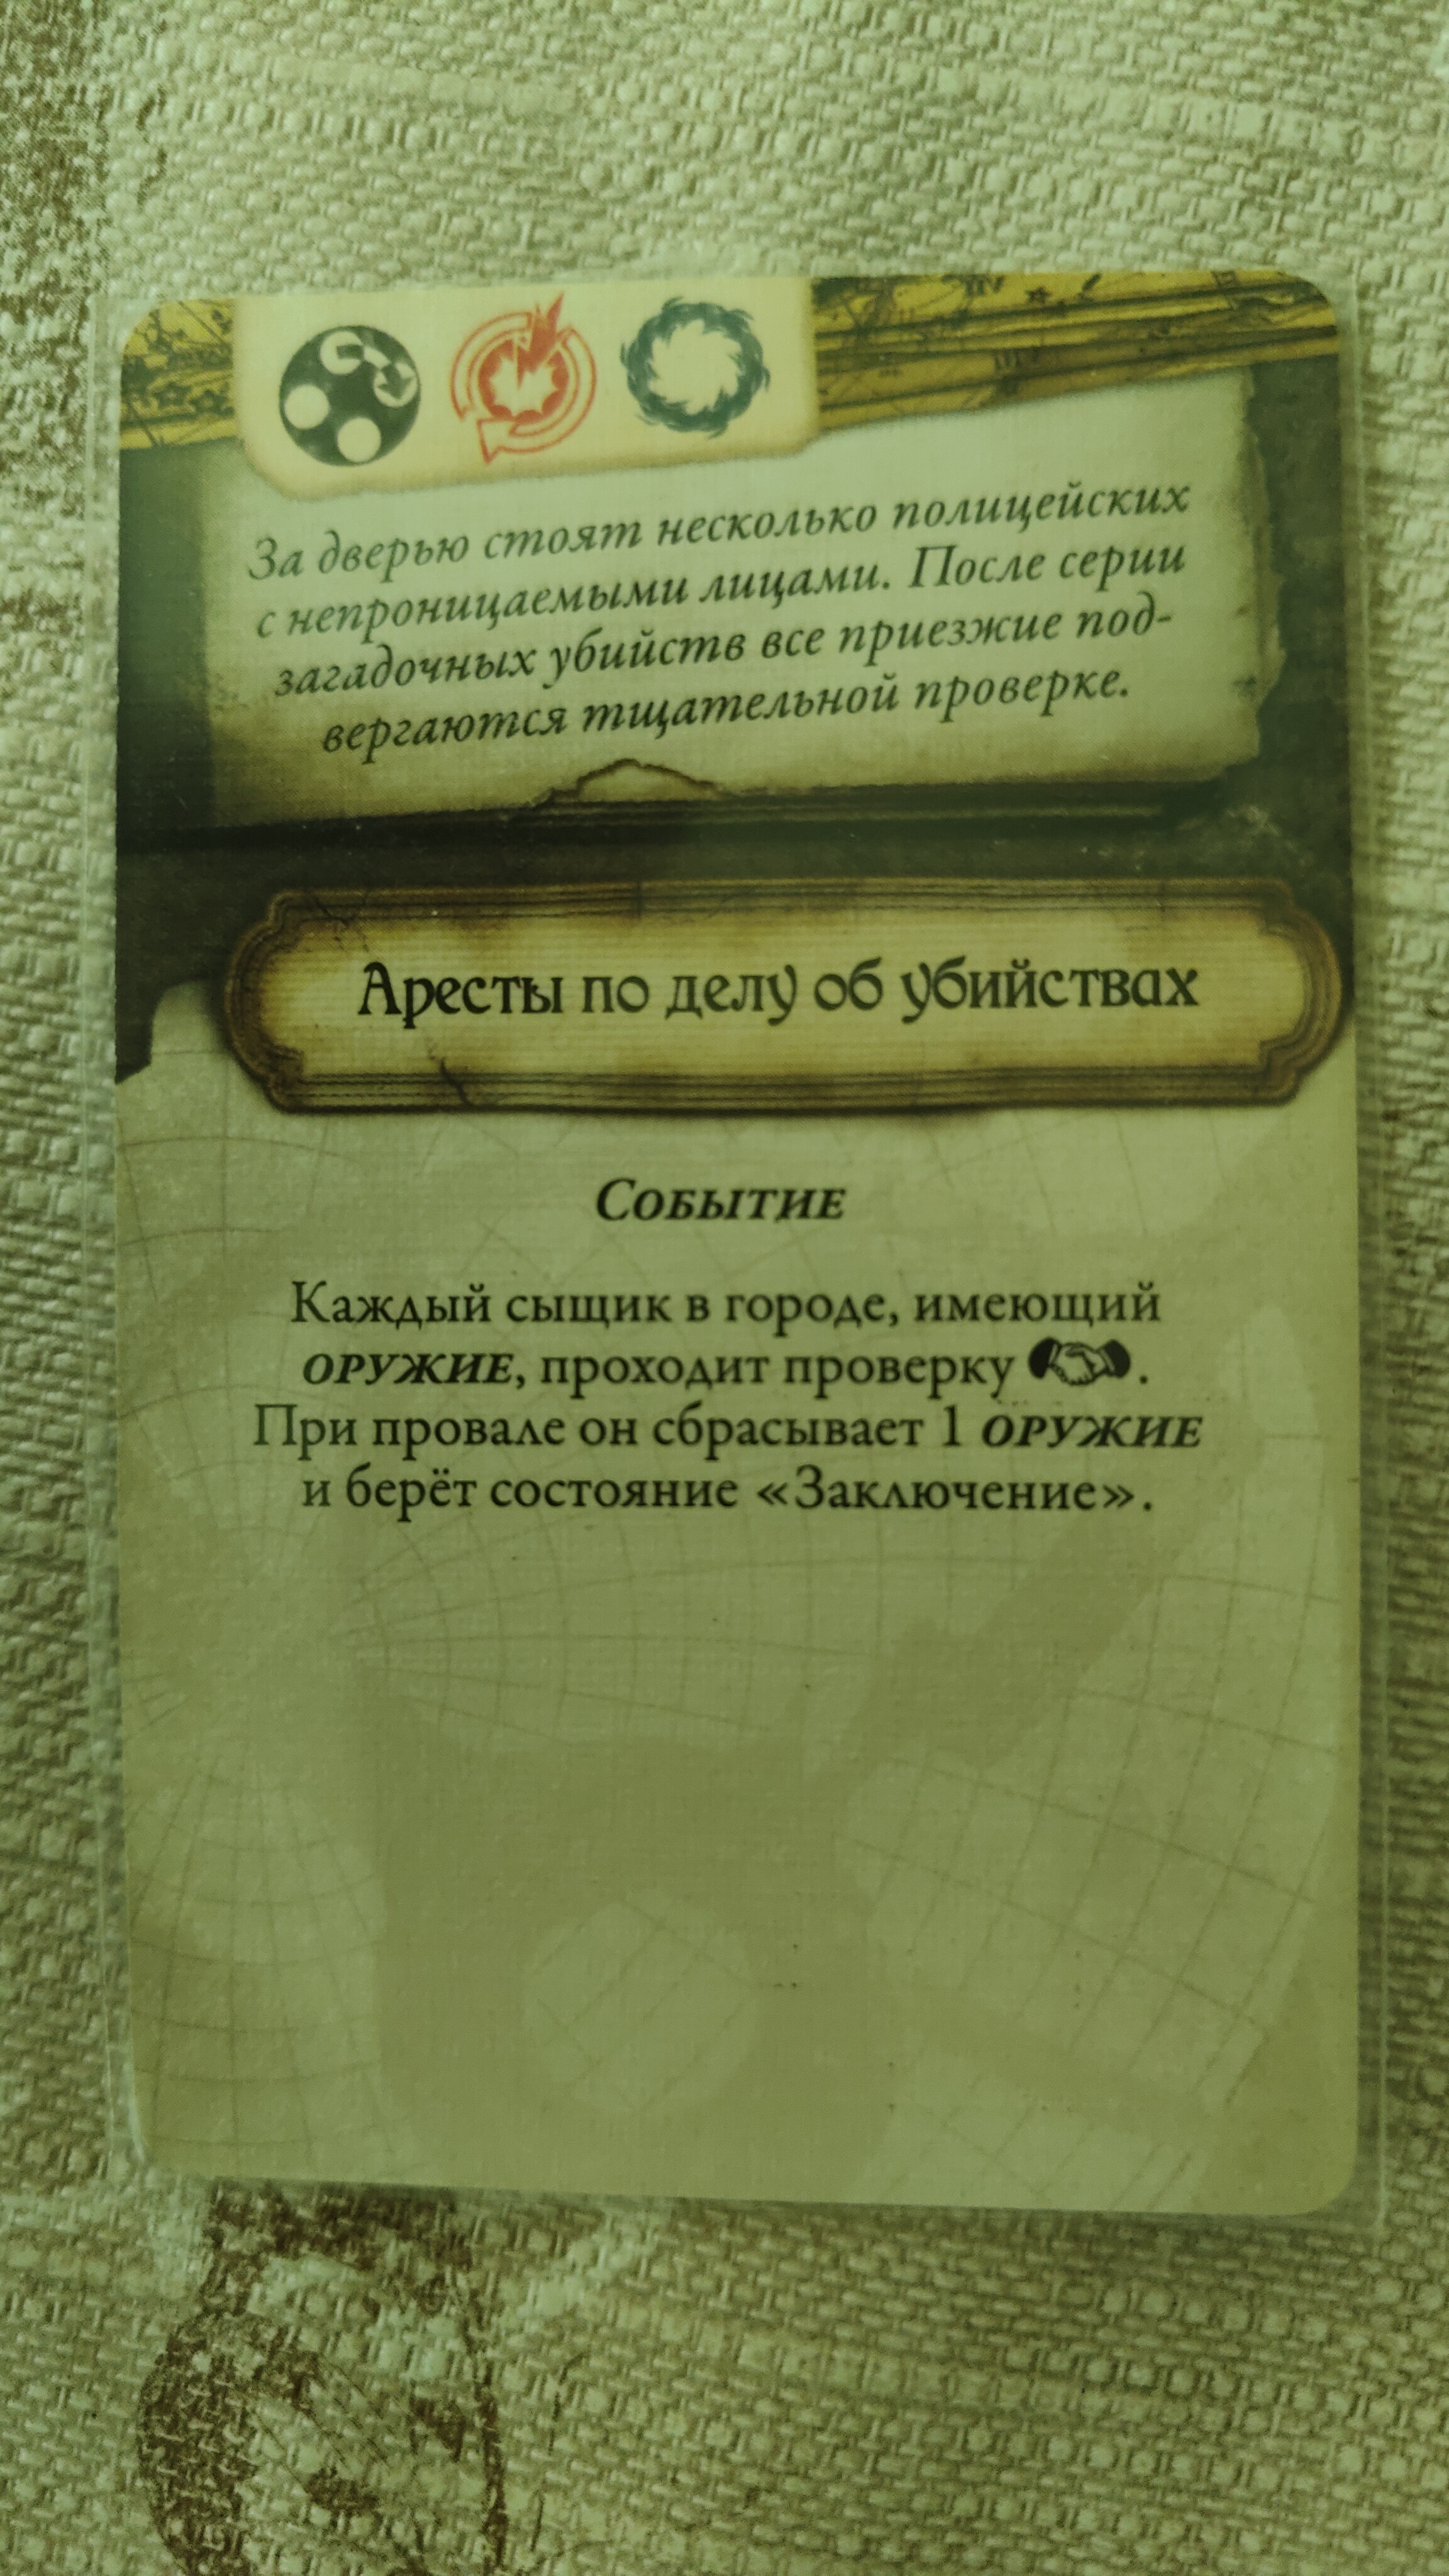 За дверью стоят несколько полицейских
с непроницаемыми лицами. После серии
загадочных убийств все приезжие под-
вергаются тщательной проверке.
Аресты по делу об убийствах
Событие
Каждый сыщик в городе, имеющий
ОРУЖИЕ, проходит проверку .
При провале он сбрасывает 1 ОРУЖИЕ
и берёт состояние «Заключение».